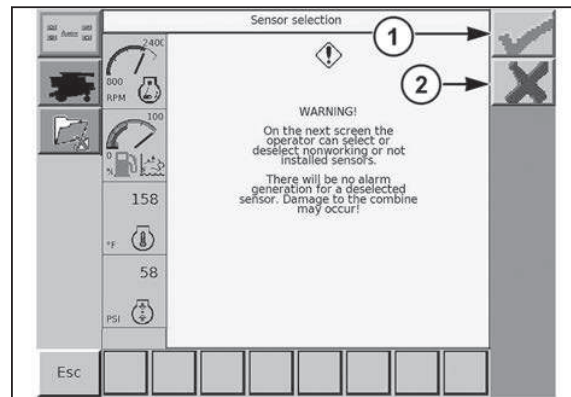 Sensor selection
Auto
2400
800
RPM
100
0
%
158
°F
58
PSI
WARNING!
On the next screen the
operator can select or
deselect nonworking or not
installed sensors.
There will be no alarm
generation for a deselected
sensor. Damage to the combine
may occur!
1
2
Esc